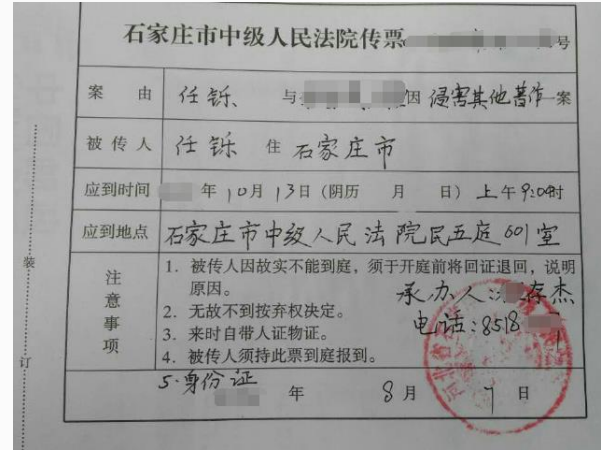 石家庄市中级人民法院传票 号
案由 任铄 与 因 侵害其他著作 一案
被传人 任铄 住 石家庄市
应到时间 年10月13日(阴历 月 日)上午9:00时
应到地点 石家庄市中级人民法院民五庭601室
注意事项
1. 被传人因故实不能到庭,须于开庭前将回证退回,说明
原因。
2. 无故不到按弃权决定。
3. 来时自带人证物证。
4. 被传人须持此票到庭报到。
承办人: 存杰
电话:8518
5.身份证
年 8月 7日
装
订